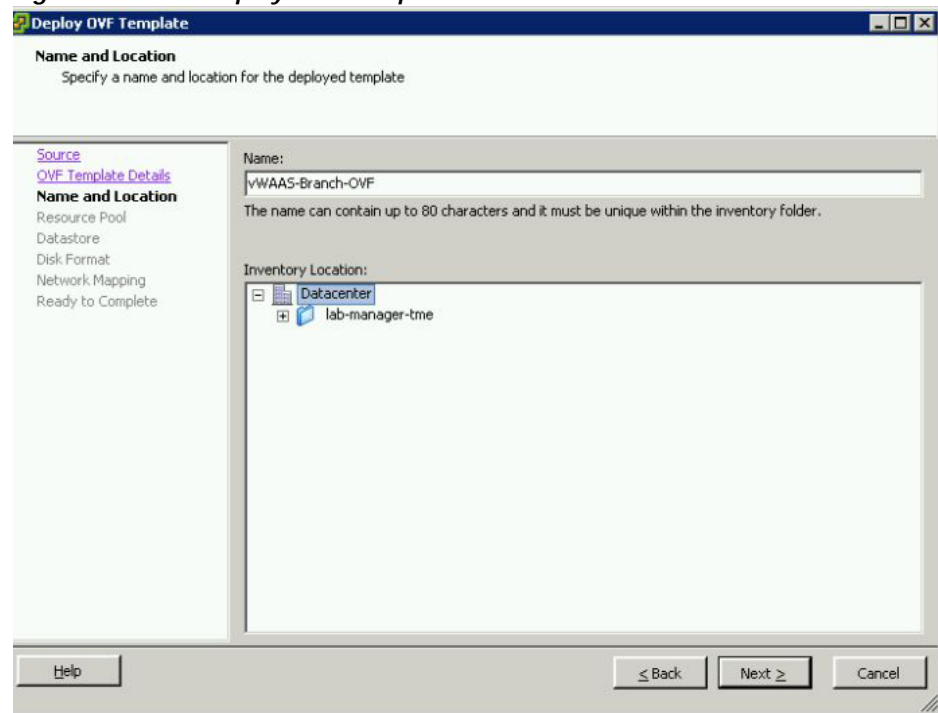 Deploy OVF Template
Name and Location
Specify a name and location for the deployed template
Source
OVF Template Details
Name and Location
Resource Pool
Datastore
Disk Format
Network Mapping
Ready to Complete
Name:
vWAAS-Branch-OVF
The name can contain up to 80 characters and it must be unique within the inventory folder.
Inventory Location:
Datacenter
lab-manager-tme
Help
≤ Back
Next ≥
Cancel